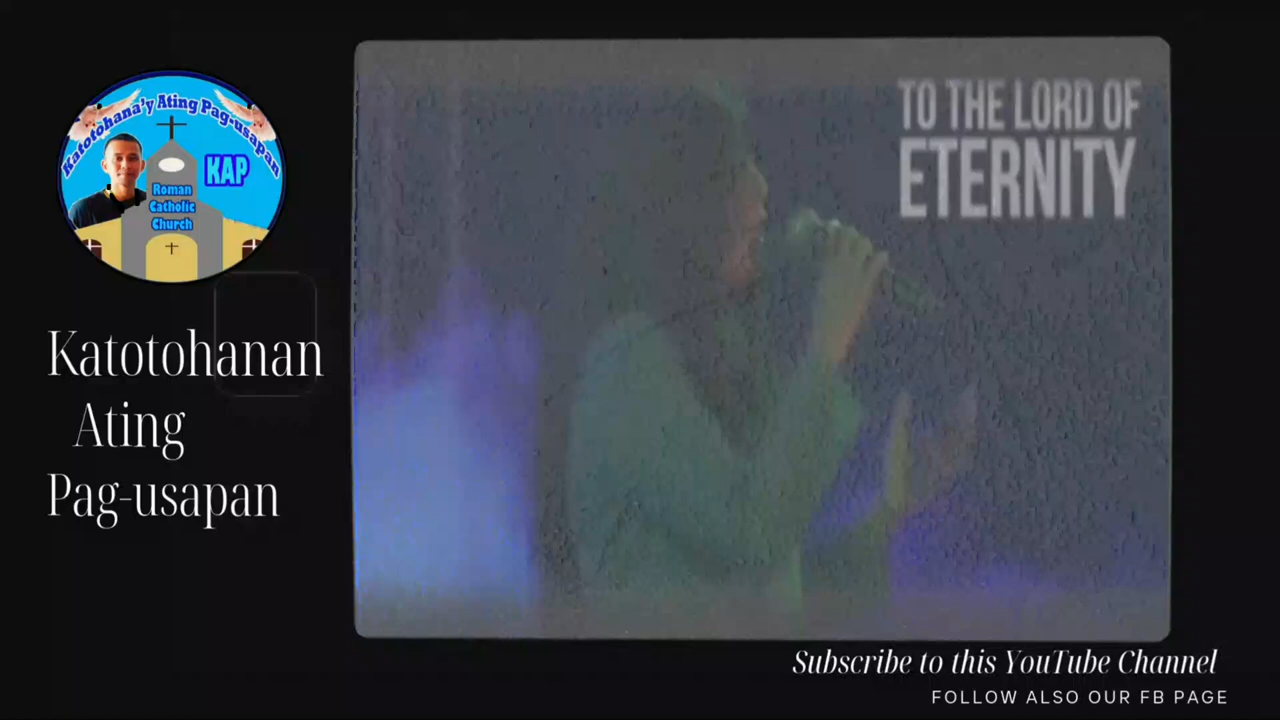 Katotohana'y Ating Pag-usapan
KAP
Roman
Catholic
Church
Katotohanan
Ating
Pag-usapan
TO THE LORD OF
ETERNITY
Subscribe to this YouTube Channel
FOLLOW ALSO OUR FB PAGE